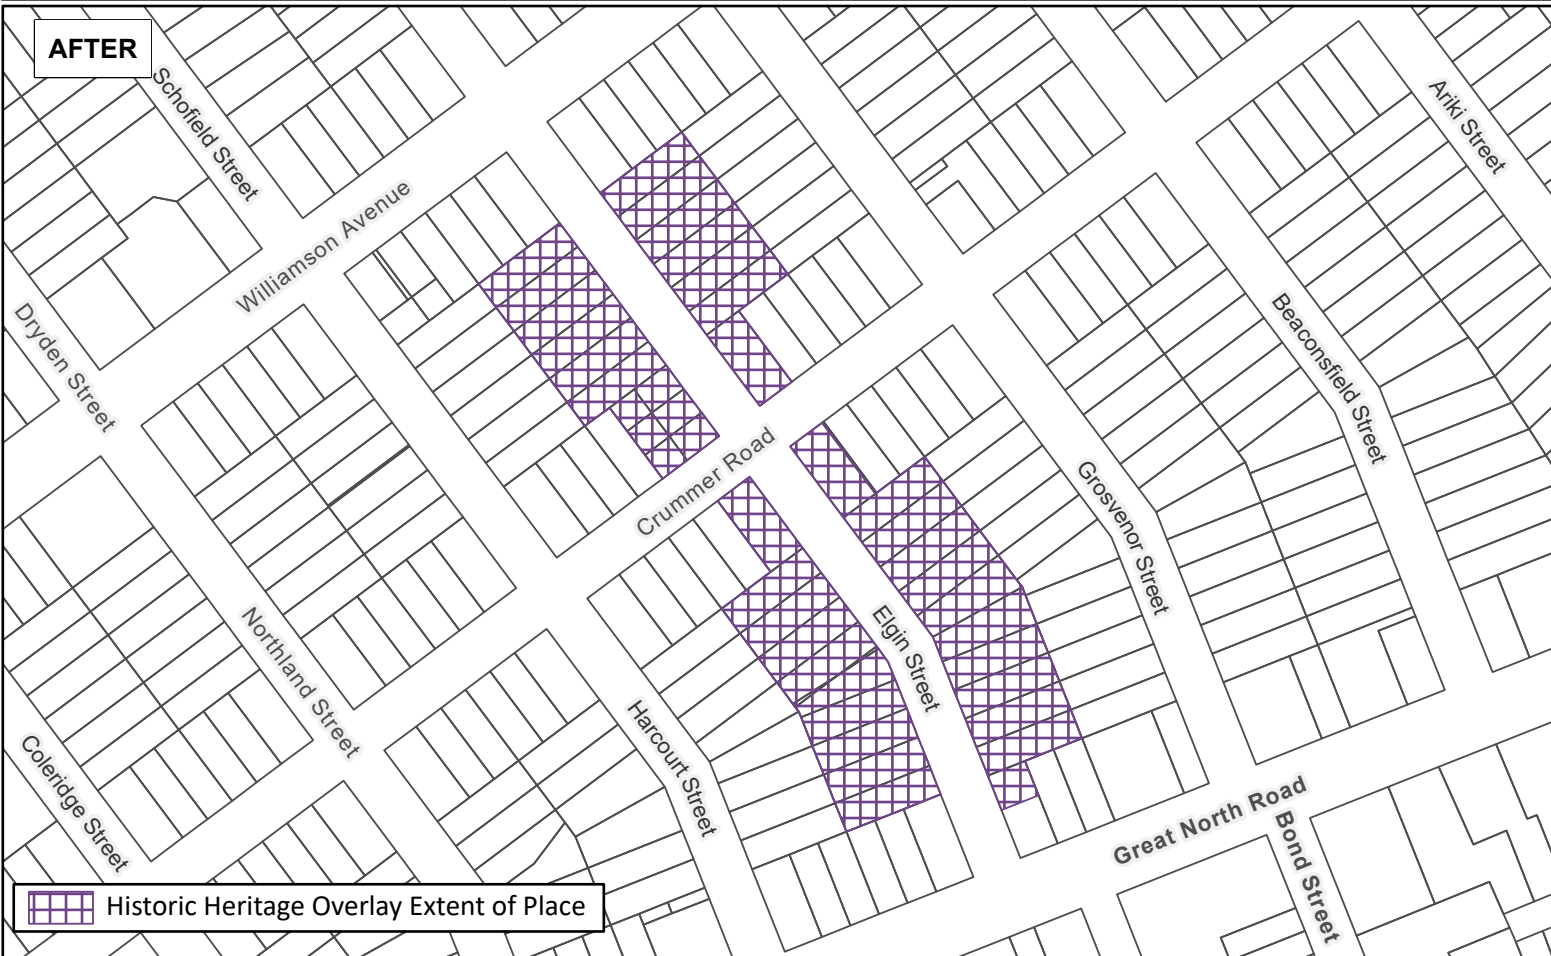 AFTER
Schofield Street
Ariki Street
Williamson Avenue
Dryden Street
Beaconsfield Street
Crummer Road
Grosvenor Street
Elgin Street
Northland Street
Harcourt Street
Coleridge Street
Great North Road
Bond Street
Historic Heritage Overlay Extent of Place